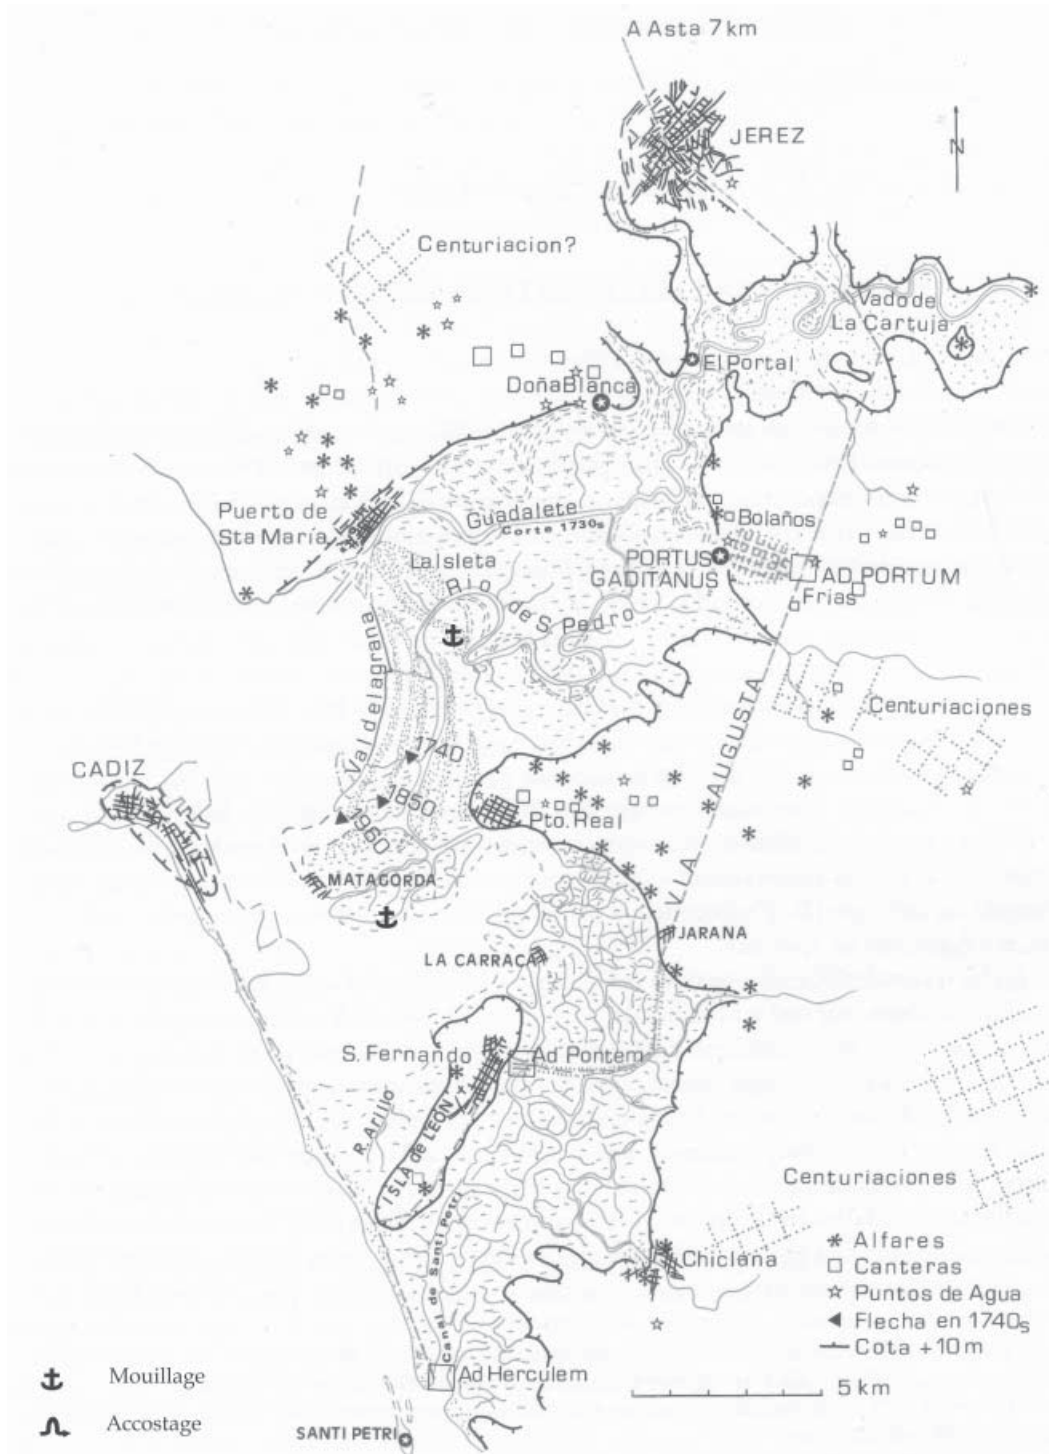 A Asta 7 km
JEREZ
N
Centuriacion?
Vado de
La Cartuja
El Portal
Doña Blanca
Guadalete
Corte 1730s
Puerto de
Sta María
Bolaños
PORTUS
GADITANUS
AD PORTUM
Frias
La Isleta
Rio de S. Pedro
Valdelagrana
Centuriaciones
VIA AUGUSTA
1740
1850
1960
CADIZ
Pto. Real
MATAGORDA
JARANA
LA CARRACA
S. Fernando
Ad Pontem
R. Arillo
ISLA de LEÓN
Canal de Santi Petri
Centuriaciones
Chiclana
Ad Herculem
SANTI PETRI
Alfares
Canteras
Puntos de Agua
Flecha en 1740s
Cota +10 m
5 km
Mouillage
Accostage